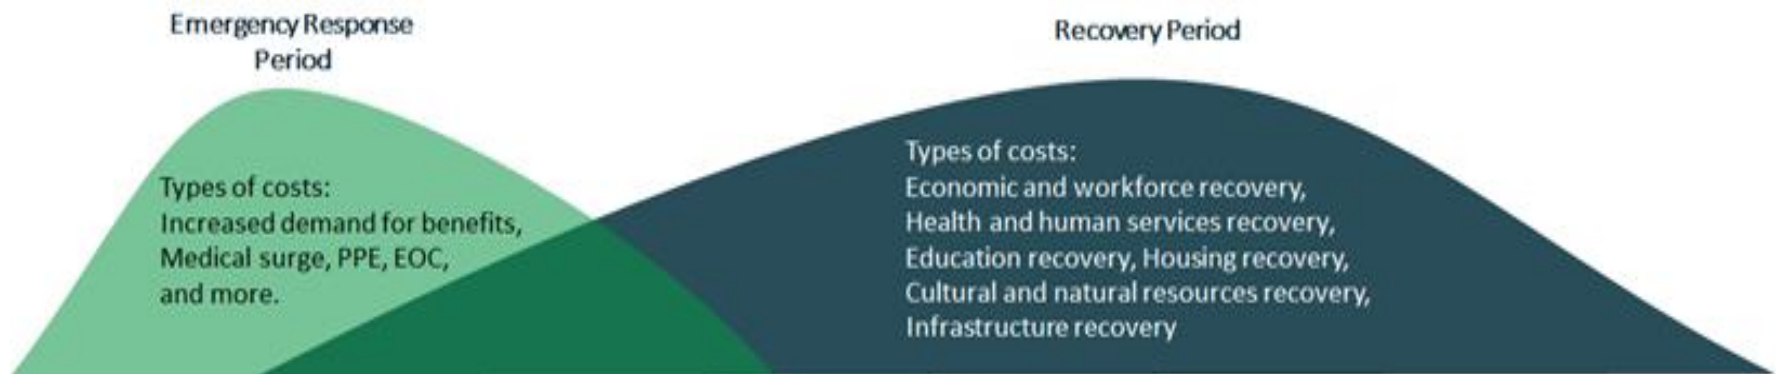 Emergency Response
Period
Recovery Period
Types of costs:
Increased demand for benefits,
Medical surge, PPE, EOC,
and more.
Types of costs:
Economic and workforce recovery,
Health and human services recovery,
Education recovery, Housing recovery,
Cultural and natural resources recovery,
Infrastructure recovery